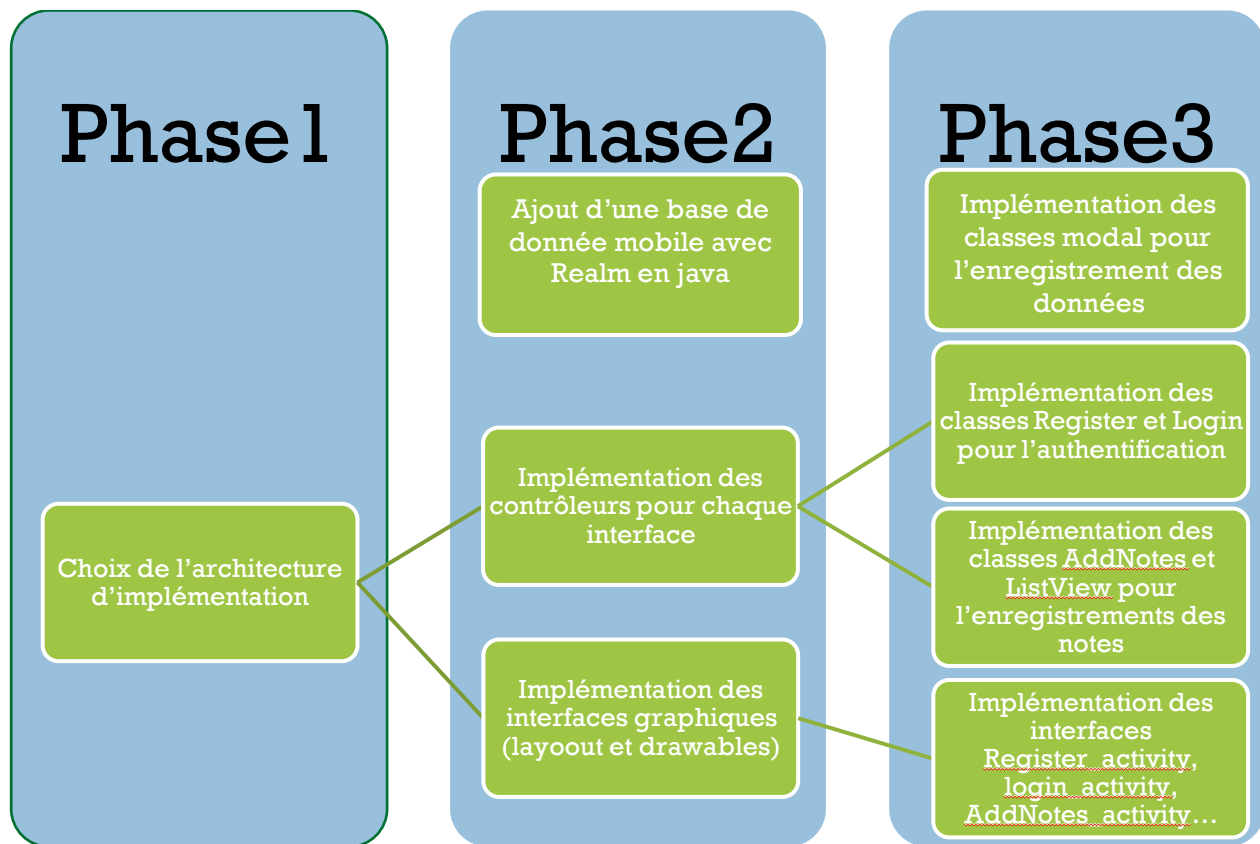 Phase1
Choix de l’architecture
d’implémentation
Phase2
Ajout d’une base de
donnée mobile avec
Realm en java
Implémentation des
contrôleurs pour chaque
interface
Implémentation des
interfaces graphiques
(layoout et drawables)
Phase3
Implémentation des
classes modal pour
l’enregistrement des
données
Implémentation des
classes Register et Login
pour l’authentification
Implémentation des
classes AddNotes et
ListView pour
l’enregistrements des
notes
Implémentation des
interfaces
Register_activity,
login_activity,
AddNotes_activity…